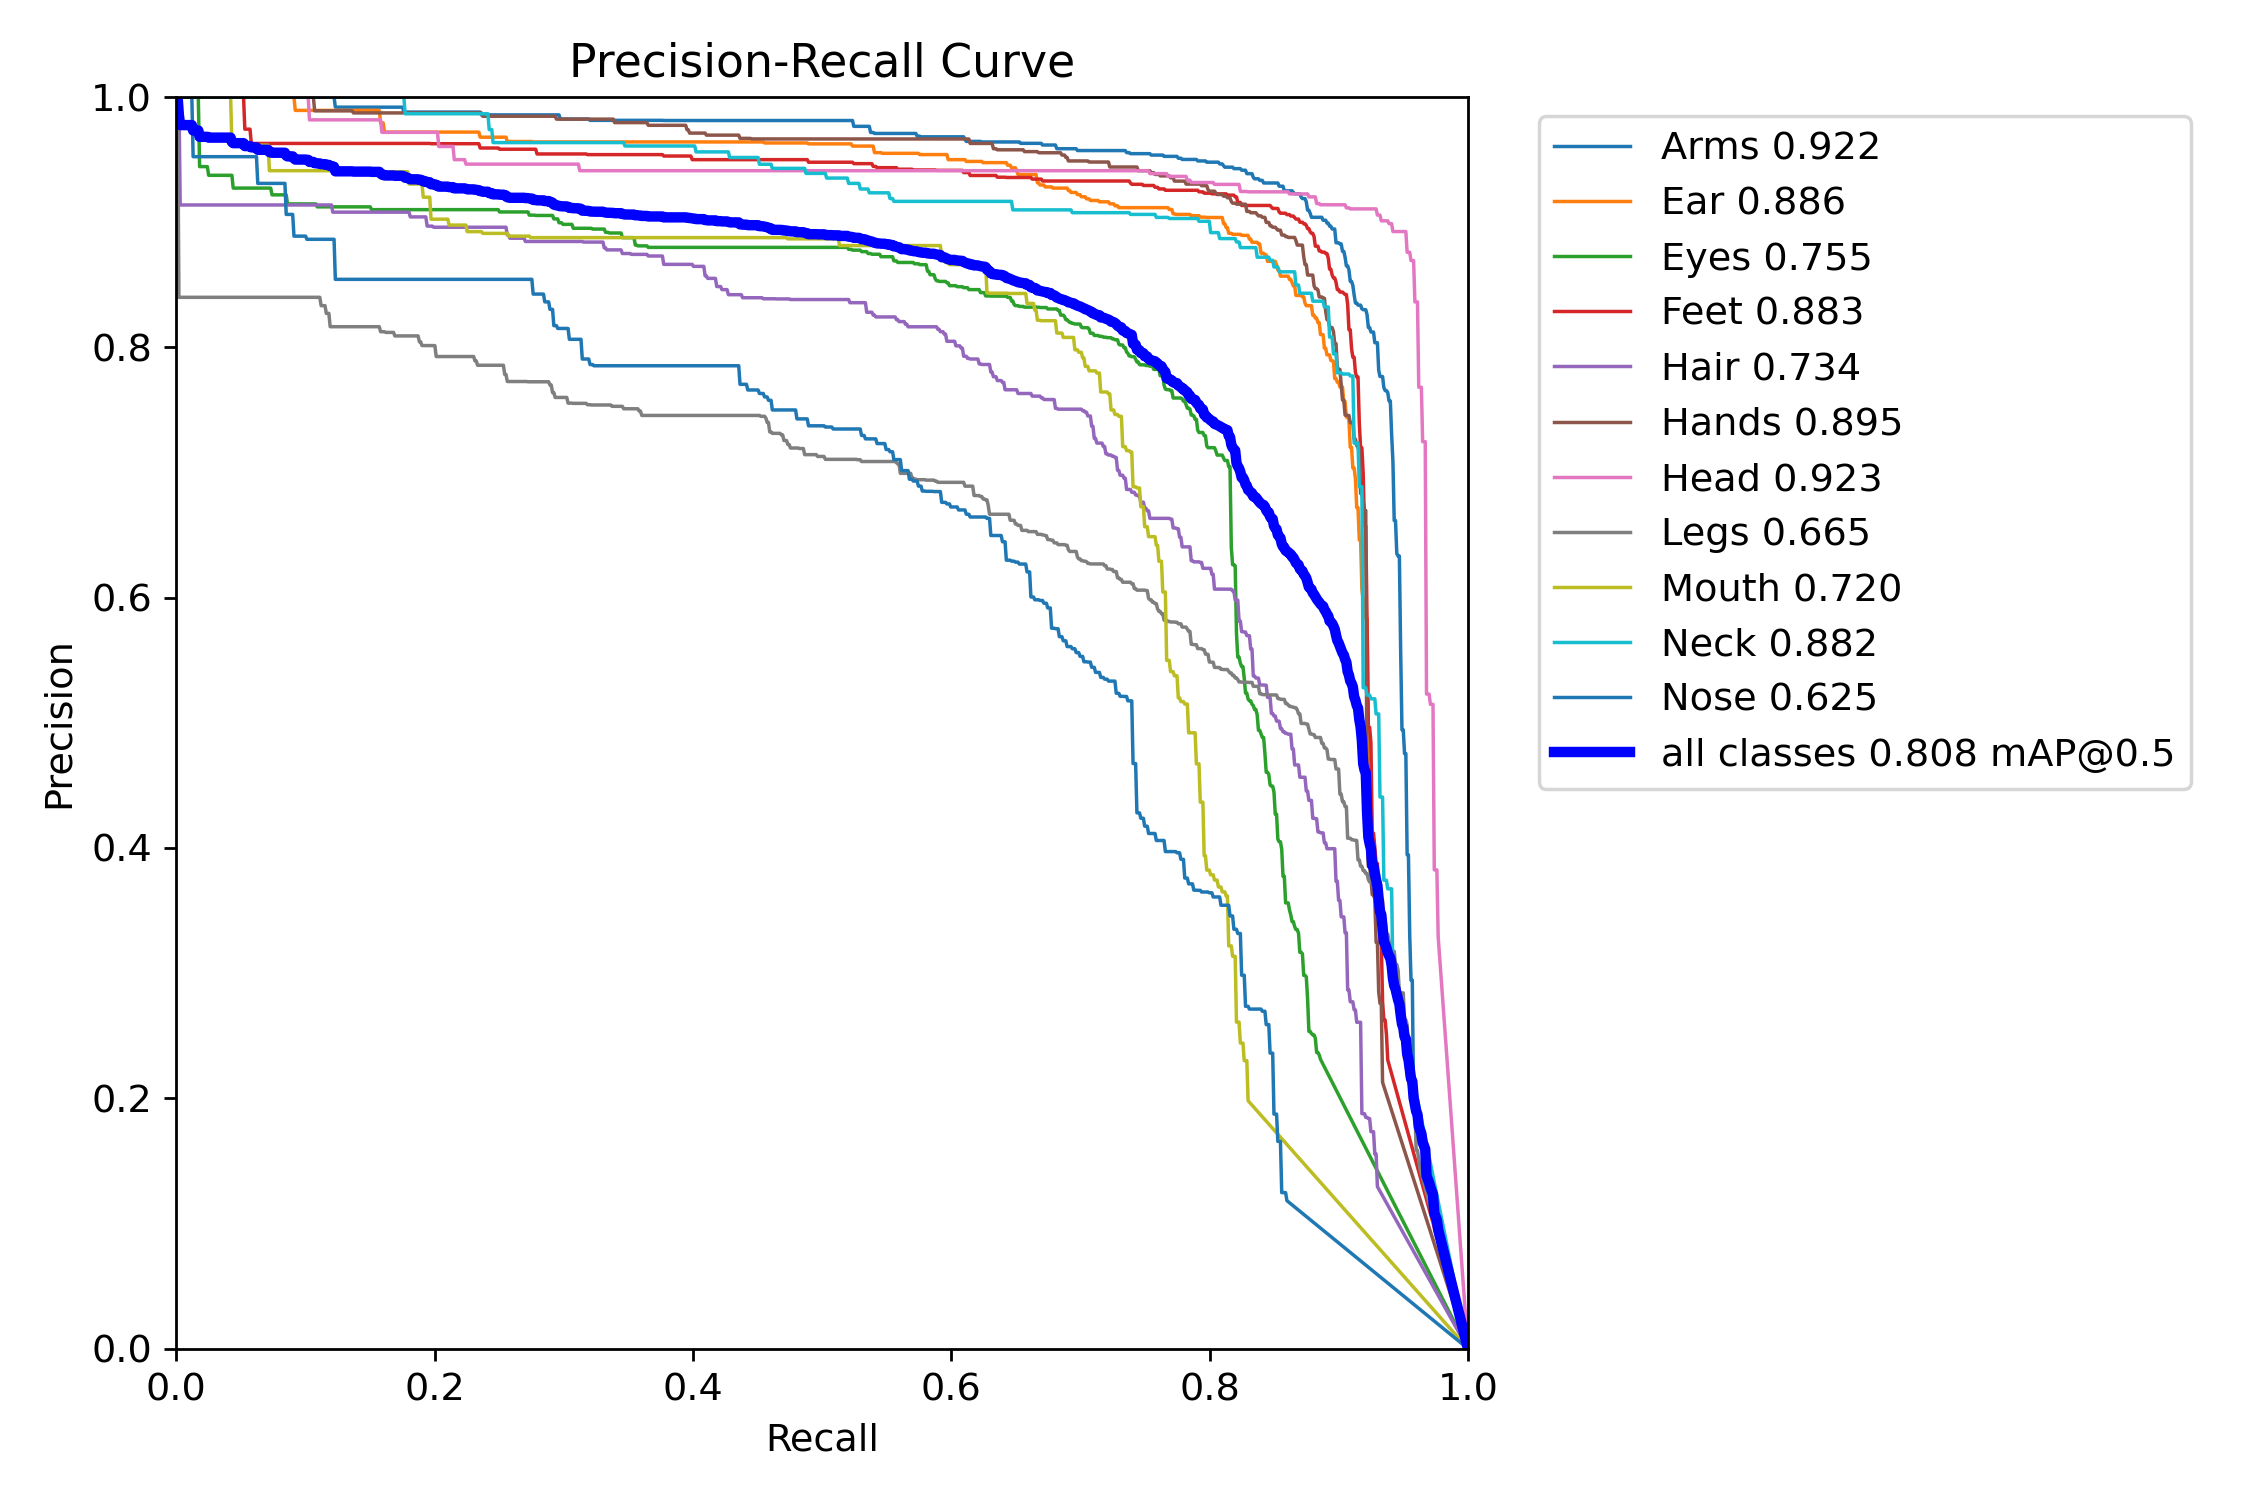 Precision-Recall Curve
1.0
0.8
0.6
0.4
0.2
0.0
Precision
0.0 0.2 0.4 0.6 0.8 1.0
Recall
Arms 0.922
Ear 0.886
Eyes 0.755
Feet 0.883
Hair 0.734
Hands 0.895
Head 0.923
Legs 0.665
Mouth 0.720
Neck 0.882
Nose 0.625
all classes 0.808 mAP@0.5